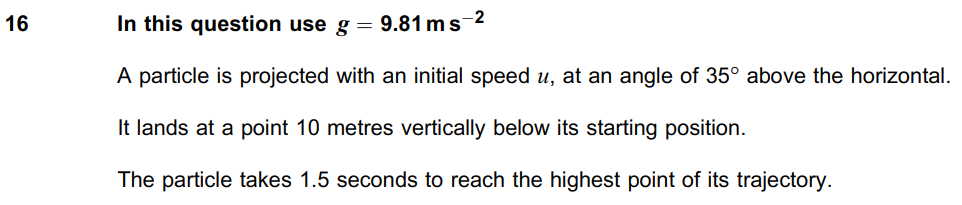 16 In this question use g = 9.81 m s⁻²
A particle is projected with an initial speed u, at an angle of 35° above the horizontal.
It lands at a point 10 metres vertically below its starting position.
The particle takes 1.5 seconds to reach the highest point of its trajectory.